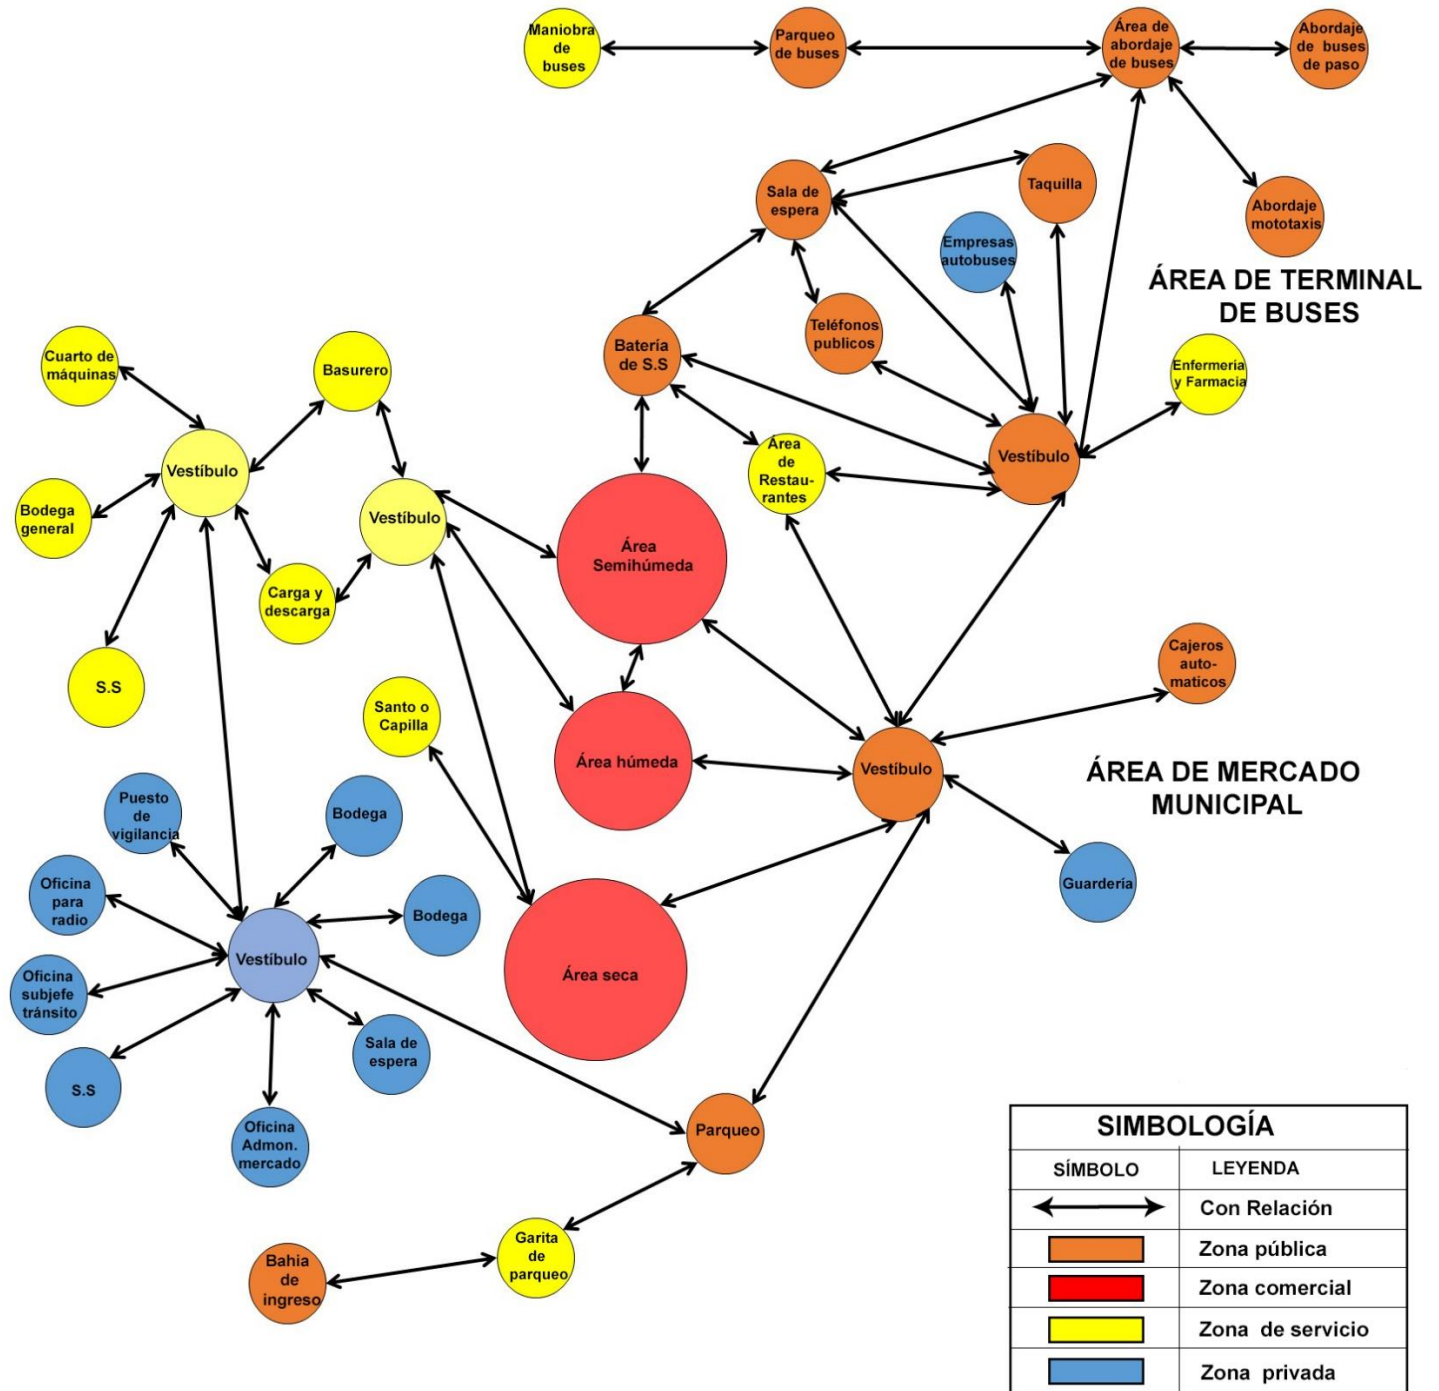 Maniobra
de
buses
Parqueo
de buses
Área de
abordaje
de buses
Abordaje
de buses
de paso
Sala de
espera
Taquilla
Abordaje
mototaxis
Empresas
autobuses
ÁREA DE TERMINAL
DE BUSES
Teléfonos
publicos
Batería
de S.S
Enfermeria
y Farmacia
Cuarto de
máquinas
Basurero
Vestíbulo
Área
de
Restau-
rantes
Vestíbulo
Bodega
general
Vestíbulo
Área
Semihúmeda
Carga y
descarga
S.S
Cajeros
auto-
maticos
Santo o
Capilla
Área húmeda
Vestíbulo
ÁREA DE MERCADO
MUNICIPAL
Puesto
de
vigilancia
Bodega
Guardería
Oficina
para
radio
Bodega
Vestíbulo
Área seca
Oficina
subjefe
tránsito
Sala de
espera
S.S
Oficina
Admon.
mercado
Parqueo
Garita
de
parqueo
Bahia
de
ingreso
SIMBOLOGÍA
SÍMBOLO LEYENDA
Con Relación
Zona pública
Zona comercial
Zona de servicio
Zona privada